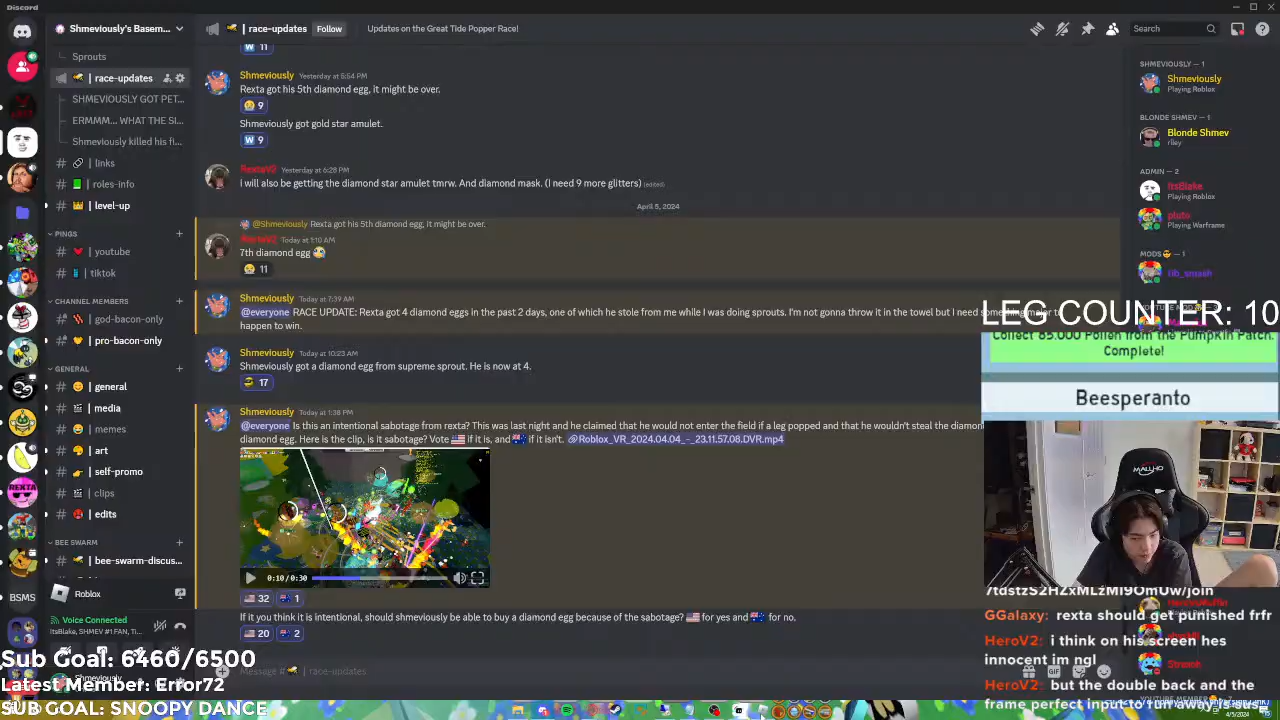 Discord
Shmeviously's Basem...
race-updates
Follow
Updates on the Great Tide Popper Race!
Search
Sprouts
race-updates
SHMEVIOUSLY GOT PET...
ERMMM... WHAT THE SI...
Shmeviously killed his fi...
links
roles-info
level-up
PINGS
youtube
tiktok
CHANNEL MEMBERS
god-bacon-only
pro-bacon-only
GENERAL
general
media
memes
art
self-promo
clips
edits
BEE SWARM
bee-swarm-discus...
Roblox
Voice Connected
ItsBlake, SHMEV #1 FAN, Ti...
Shmeviously
BSMS
REXTA
W 11
Shmeviously Yesterday at 5:54 PM
Rexta got his 5th diamond egg, it might be over.
9
Shmeviously got gold star amulet.
W 9
RextaV2 Yesterday at 6:28 PM
I will also be getting the diamond star amulet tmrw. And diamond mask. (I need 9 more glitters) (edited)
April 5, 2024
@Shmeviously Rexta got his 5th diamond egg, it might be over.
RextaV2 Today at 1:10 AM
7th diamond egg
11
Shmeviously Today at 7:39 AM
@everyone RACE UPDATE: Rexta got 4 diamond eggs in the past 2 days, one of which he stole from me while I was doing sprouts. I'm not gonna throw it in the towel but I need something major to
happen to win.
Shmeviously Today at 10:23 AM
Shmeviously got a diamond egg from supreme sprout. He is now at 4.
17
Shmeviously Today at 1:38 PM
@everyone Is this an intentional sabotage from rexta? This was last night and he claimed that he would not enter the field if a leg popped and that he wouldn't steal the diamon
diamond egg. Here is the clip, is it sabotage? Vote 🇺🇸 if it is, and 🇦🇺 if it isn't. Roblox_VR_2024.04.04_-_23.11.57.08.DVR.mp4
0:10/0:30
32 1
If it you think it is intentional, should shmeviously be able to buy a diamond egg because of the sabotage? 🇺🇸 for yes and 🇦🇺 for no.
20 2
Message # race-updates
SHMEVIOUSLY — 1
Shmeviously
Playing Roblox
BLONDE SHMEV — 1
Blonde Shmev
riley
ADMIN — 2
ItsBlake
Playing Roblox
pluto
Playing Warframe
MODS — 1
LEG COUNTER: 10
Collect 85,000 Pollen from the Pumpkin Patch.
Complete!
Beesperanto
MALLHO
GGalaxy: rexta should get punished frfr
HeroV2: i think on his screen hes
innocent im ngl
HeroV2: but the double back and the
frame perfect input to run away is sus
Sub Goal: 6460/6500
Latest Member: Error72
SUB GOAL: SNOOPY DANCE
4/5/2024